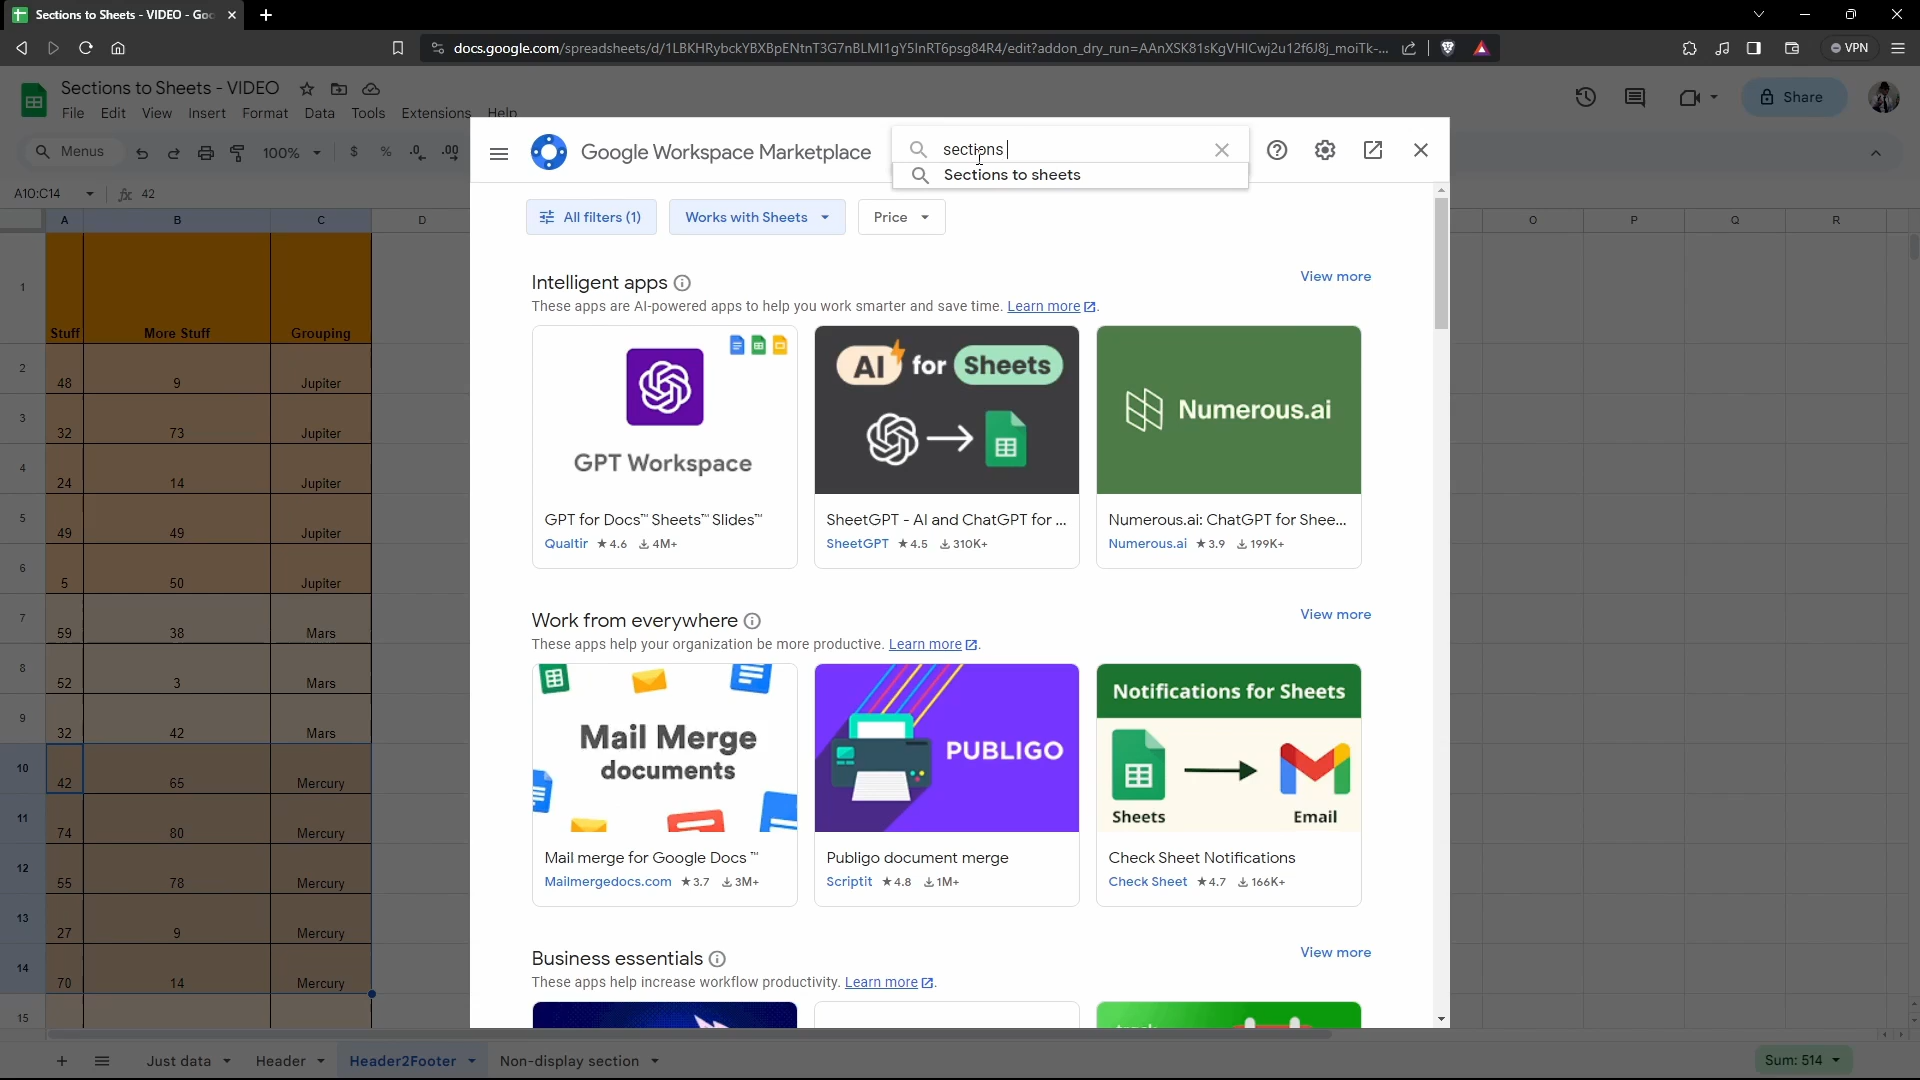 Sections to Sheets - VIDEO - Goo
docs.google.com/spreadsheets/d/1LBKHRybckYBXBpENtnT3G7nBLMI1gY5lnRT6psg84R4/edit?addon_dry_run=AAnXSK81sKgVHlCwj2u12f6J8j_moiTk-...
VPN
Sections to Sheets - VIDEO
File Edit View Insert Format Data Tools Extensions Help
Share
Menus
100%
$ % .0 .00
A10:C14
fx 42
A B C D O P Q R
1 Stuff More Stuff Grouping
2 48 9 Jupiter
3 32 73 Jupiter
4 24 14 Jupiter
5 49 49 Jupiter
6 5 50 Jupiter
7 59 38 Mars
8 52 3 Mars
9 32 42 Mars
10 42 65 Mercury
11 74 80 Mercury
12 55 78 Mercury
13 27 9 Mercury
14 70 14 Mercury
15
Google Workspace Marketplace
sections
Sections to sheets
All filters (1)
Works with Sheets
Price
Intelligent apps
View more
These apps are AI-powered apps to help you work smarter and save time. Learn more.
GPT Workspace
AI for Sheets
Numerous.ai
GPT for Docs™ Sheets™ Slides™
Qualtir ★ 4.6 4M+
SheetGPT - AI and ChatGPT for ...
SheetGPT ★ 4.5 310K+
Numerous.ai: ChatGPT for Shee...
Numerous.ai ★ 3.9 199K+
Work from everywhere
View more
These apps help your organization be more productive. Learn more.
Mail Merge
documents
PUBLIGO
Notifications for Sheets
Sheets Email
Mail merge for Google Docs ™
Mailmergedocs.com ★ 3.7 3M+
Publigo document merge
Scriptit ★ 4.8 1M+
Check Sheet Notifications
Check Sheet ★ 4.7 166K+
Business essentials
View more
These apps help increase workflow productivity. Learn more.
Just data
Header
Header2Footer
Non-display section
Sum: 514